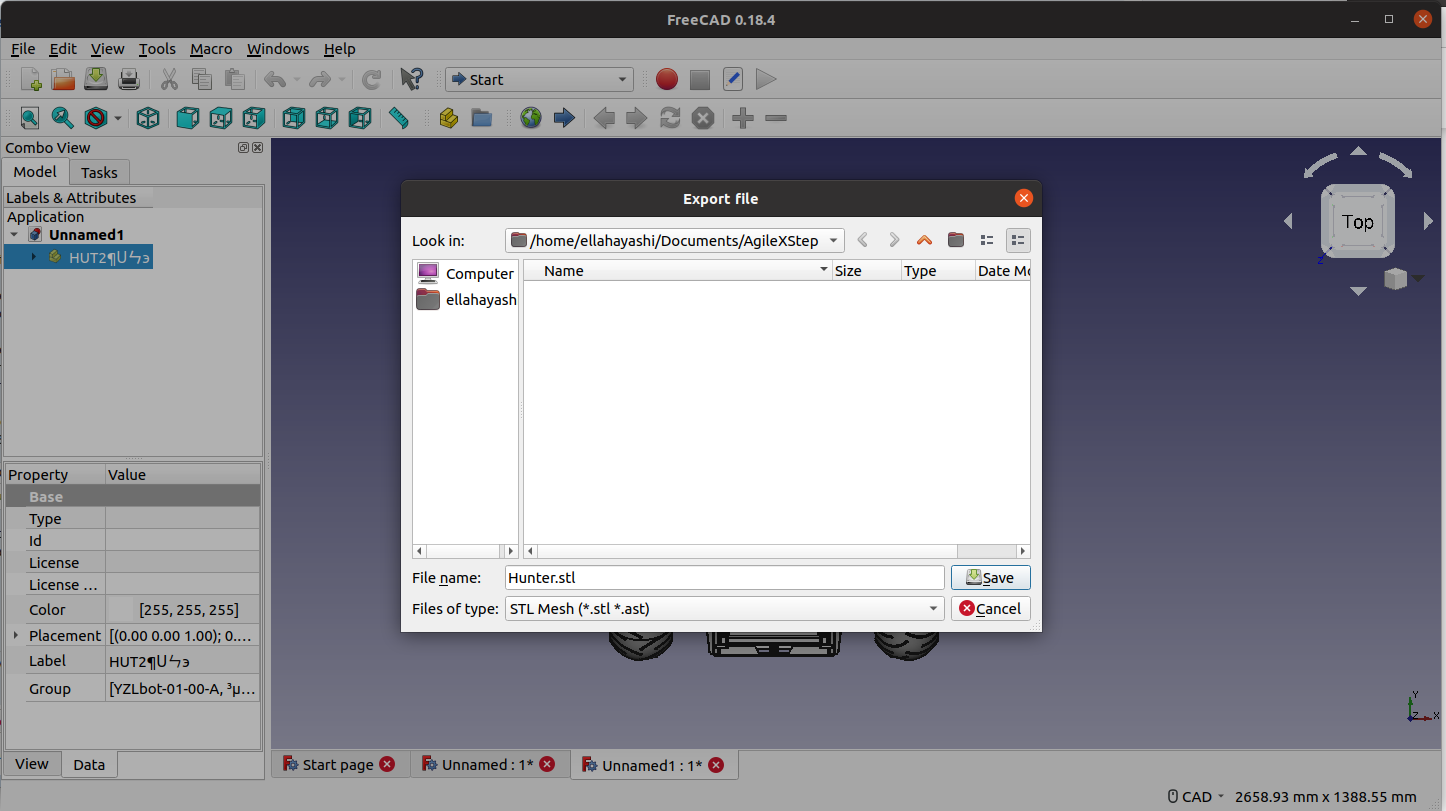 FreeCAD 0.18.4
File Edit View Tools Macro Windows Help
Start
Combo View
Model Tasks
Labels & Attributes
Application
Unnamed1
HUT2¶Uㄣ϶
Property Value
Base
Type
Id
License
License ...
Color [255, 255, 255]
Placement [(0.00 0.00 1.00); 0....
Label HUT2¶Uㄣ϶
Group [YZLbot-01-00-A, ³µ...
View Data
Export file
Look in: /home/ellahayashi/Documents/AgileXStep
Computer
ellahayash
Name Size Type Date Mo
File name: Hunter.stl Save
Files of type: STL Mesh (*.stl *.ast) Cancel
Top
Z
Y
Z X
Start page Unnamed : 1* Unnamed1 : 1*
CAD 2658.93 mm x 1388.55 mm